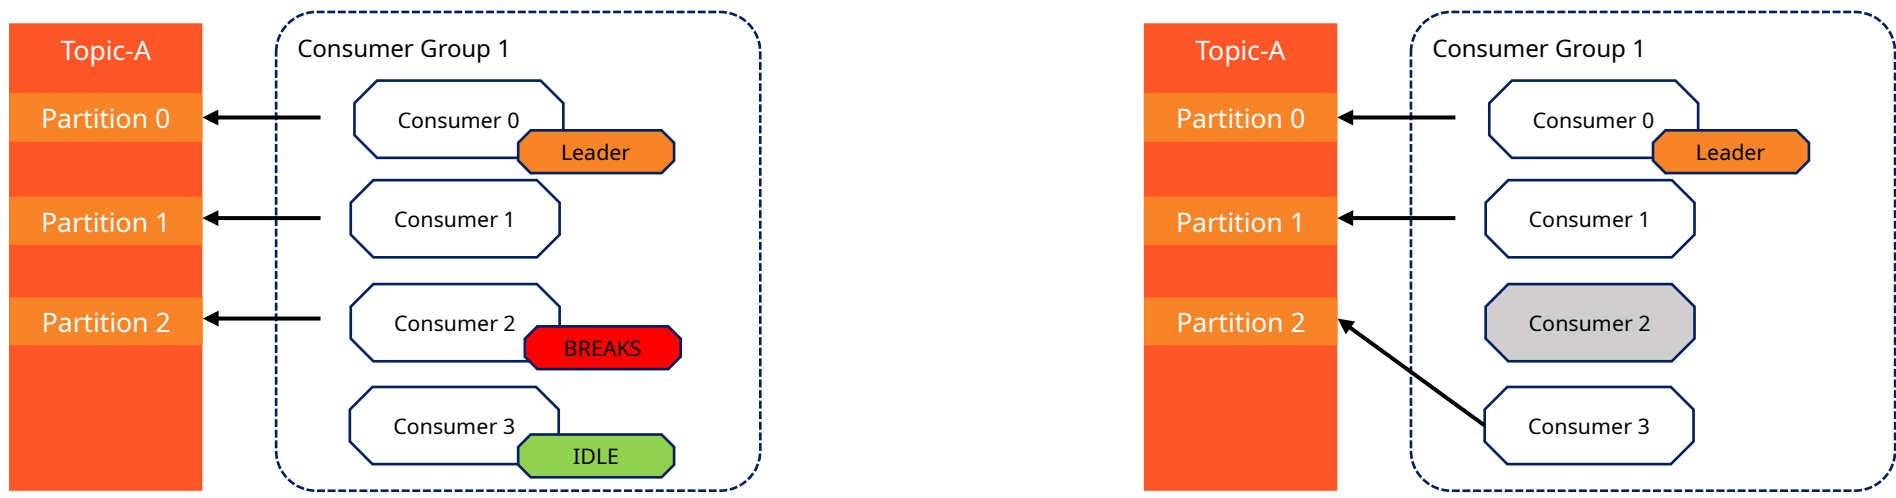 Topic-A
Partition 0
Partition 1
Partition 2
Consumer Group 1
Consumer 0
Leader
Consumer 1
Consumer 2
BREAKS
Consumer 3
IDLE
Topic-A
Partition 0
Partition 1
Partition 2
Consumer Group 1
Consumer 0
Leader
Consumer 1
Consumer 2
Consumer 3